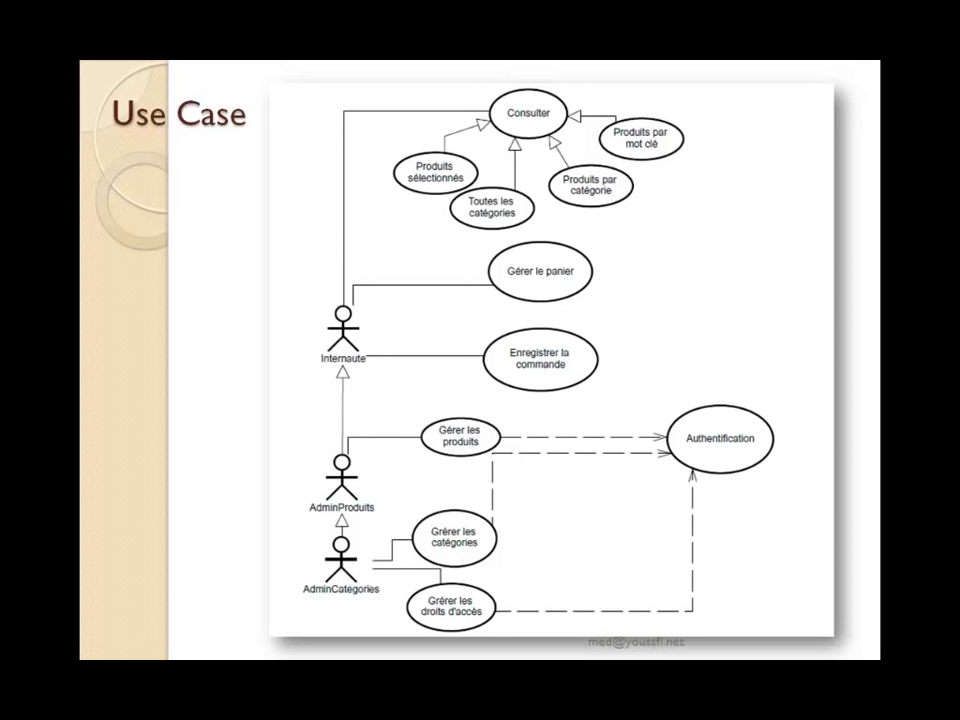 Use Case
Consulter
Produits par
mot clé
Produits
sélectionnés
Produits par
catégorie
Toutes les
catégories
Gérer le panier
Internaute
Enregistrer la
commande
Gérer les
produits
Authentification
AdminProduits
Grérer les
catégories
AdminCategories
Grérer les
droits d'accès
med@youssfi.net